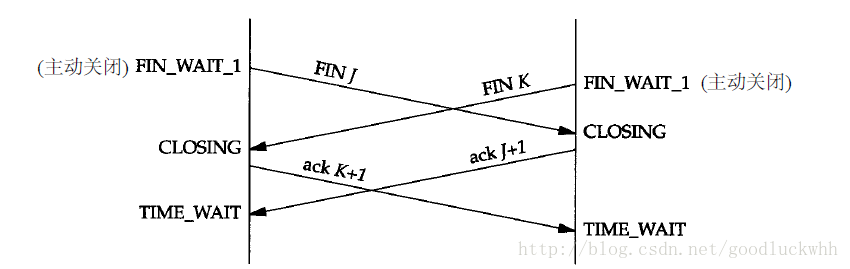 (主动关闭) FIN_WAIT_1
FIN J
FIN K
FIN_WAIT_1 (主动关闭)
CLOSING
CLOSING
ack K+1
ack J+1
TIME_WAIT
TIME_WAIT
http://blog.csdn.net/goodluckwhh